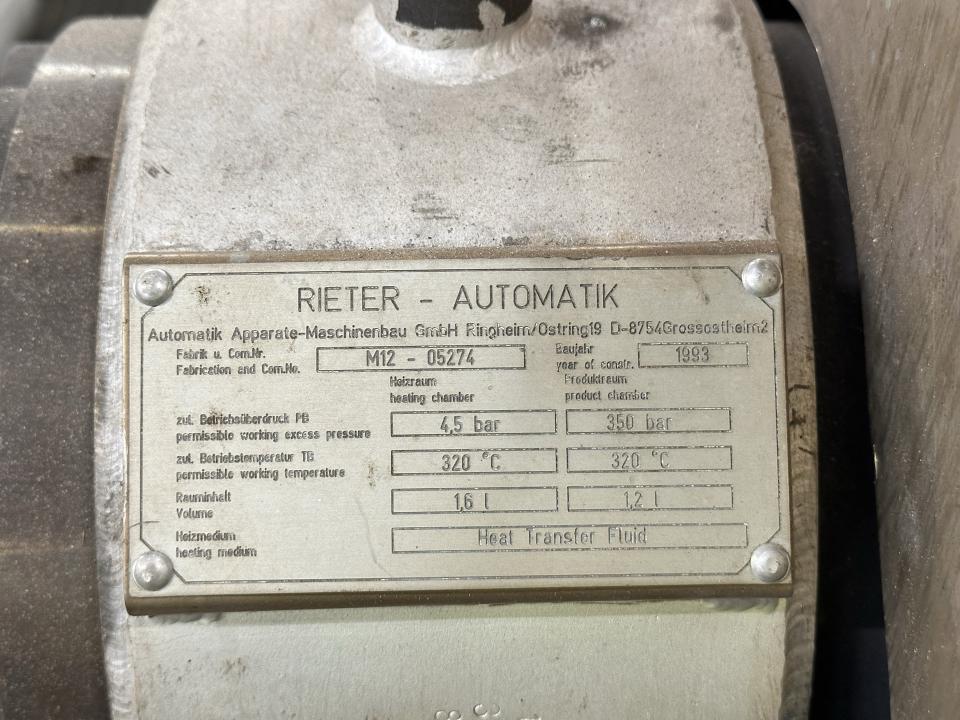 RIETER - AUTOMATIK
Automatik Apparate-Maschinenbau GmbH Ringheim/Ostring19 D-8754Grossostheim2
Fabrik u. Com.Nr.
Fabrication and Com.No.
M12 - 05274
Baujahr
year of constr.
1993
Heizraum
heating chamber
Produktraum
product chamber
zul. Betriebsüberdruck PB
permissible working excess pressure
4,5 bar
350 bar
zul. Betriebstemperatur TB
permissible working temperature
320 °C
320 °C
Rauminhalt
Volume
1,6 l
1,2 l
Heizmedium
heating medium
Heat Transfer Fluid